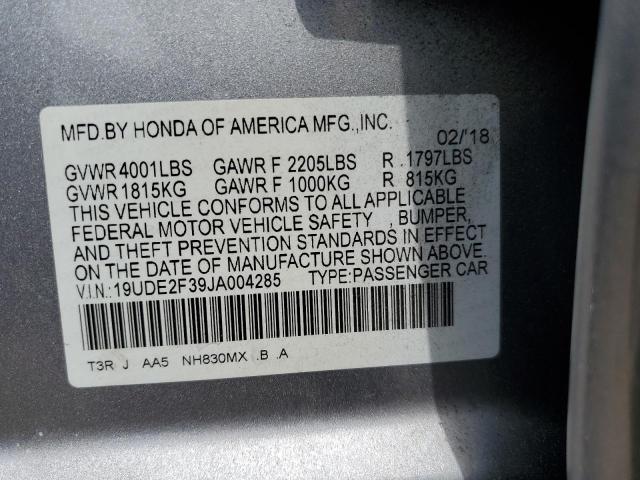 MFD.BY HONDA OF AMERICA MFG.,INC. 02/'18
GVWR 4001LBS GAWR F 2205LBS R .1797LBS
GVWR 1815KG GAWR F 1000KG R 815KG
THIS VEHICLE CONFORMS TO ALL APPLICABLE
FEDERAL MOTOR VEHICLE SAFETY , BUMPER,
AND THEFT PREVENTION STANDARDS IN EFFECT
ON THE DATE OF MANUFACTURE SHOWN ABOVE.
V.I.N.: 19UDE2F39JA004285 TYPE:PASSENGER CAR
T3R J AA5 NH830MX .B .A